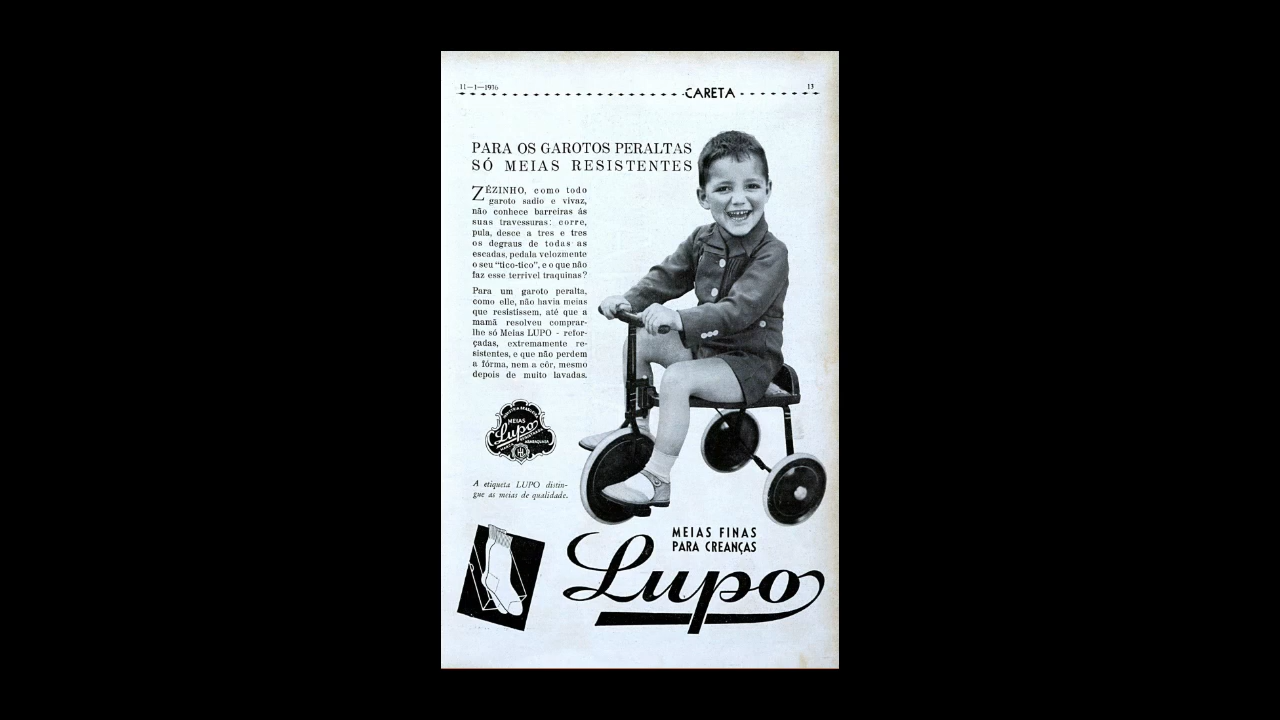 11—1—1936
CARETA
13
PARA OS GAROTOS PERALTAS
SÓ MEIAS RESISTENTES
ZÉZINHO, como todo
garoto sadio e vivaz,
não conhece barreiras ás
suas travessuras: corre,
pula, desce a tres e tres
os degraus de todas as
escadas, pedala velozmente
o seu "tico-tico", e o que não
faz esse terrivel traquinas?
Para um garoto peralta,
como elle, não havia meias
que resistissem, até que a
mamã resolveu comprar-
lhe só Meias LUPO - refor-
çadas, extremamente re-
sistentes, e que não perdem
a fórma, nem a côr, mesmo
depois de muito lavadas.
INDUSTRIA BRASILEIRA
MEIAS
Lupo
ARARAQUARA
A etiqueta LUPO distin-
gue as meias de qualidade.
MEIAS FINAS
PARA CREANÇAS
Lupo